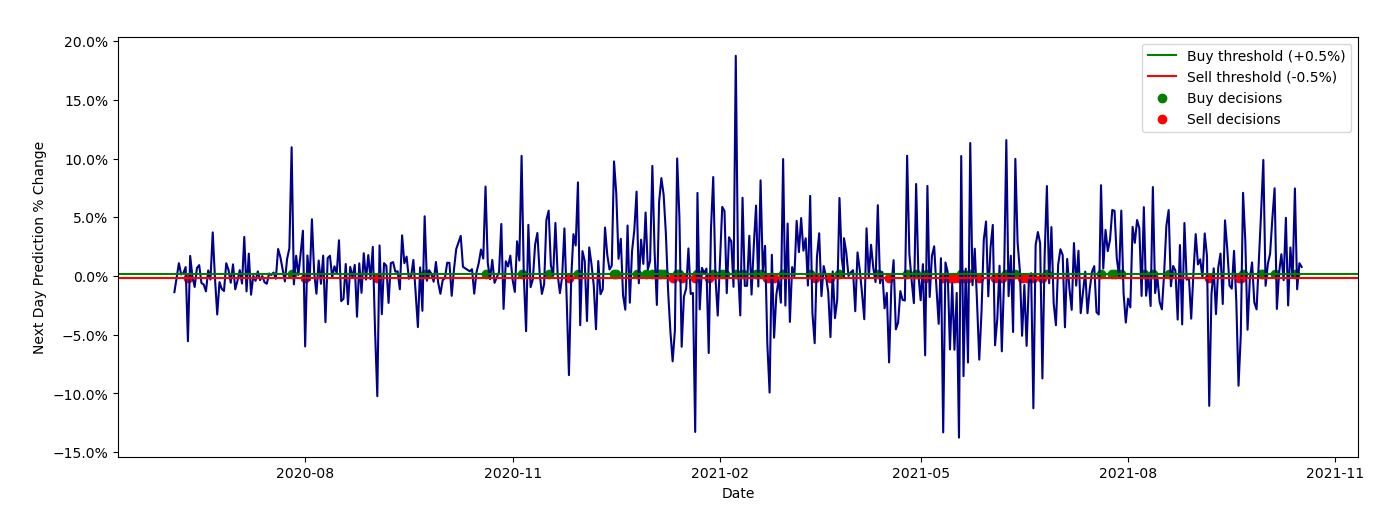 20.0%
15.0%
10.0%
5.0%
0.0%
−5.0%
−10.0%
−15.0%
Next Day Prediction % Change
Buy threshold (+0.5%)
Sell threshold (-0.5%)
Buy decisions
Sell decisions
2020-08 2020-11 2021-02 2021-05 2021-08 2021-11
Date